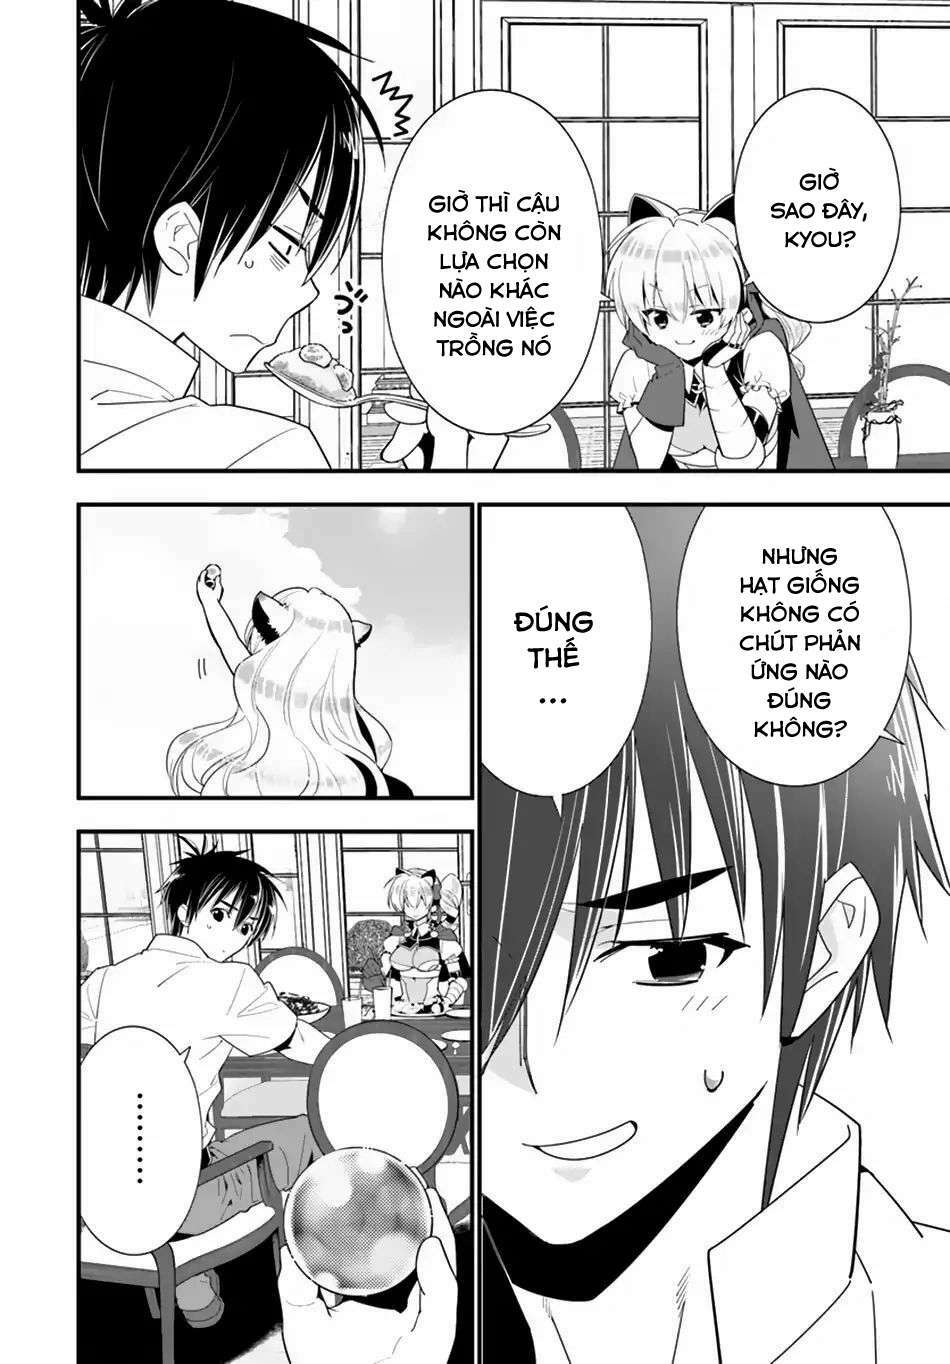 GIỜ
SAO ĐÂY,
KYOU?
GIỜ THÌ CẬU
KHÔNG CÒN
LỰA CHỌN
NÀO KHÁC
NGOÀI VIỆC
TRỒNG NÓ
NHƯNG
HẠT GIỐNG
KHÔNG CÓ
CHÚT PHẢN
ỨNG NÀO
ĐÚNG
KHÔNG?
ĐÚNG
THẾ
...
........